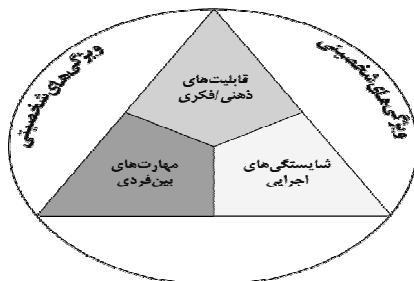 ویژگی‌های شخصیتی
ویژگی‌های شخصیتی
قابلیت‌های
ذهنی/فکری
شایستگی‌های
اجرایی
مهارت‌های
بین‌فردی